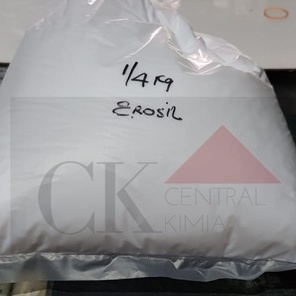 1/4 Kg
EROSIL
CK CENTRAL
KIMIA